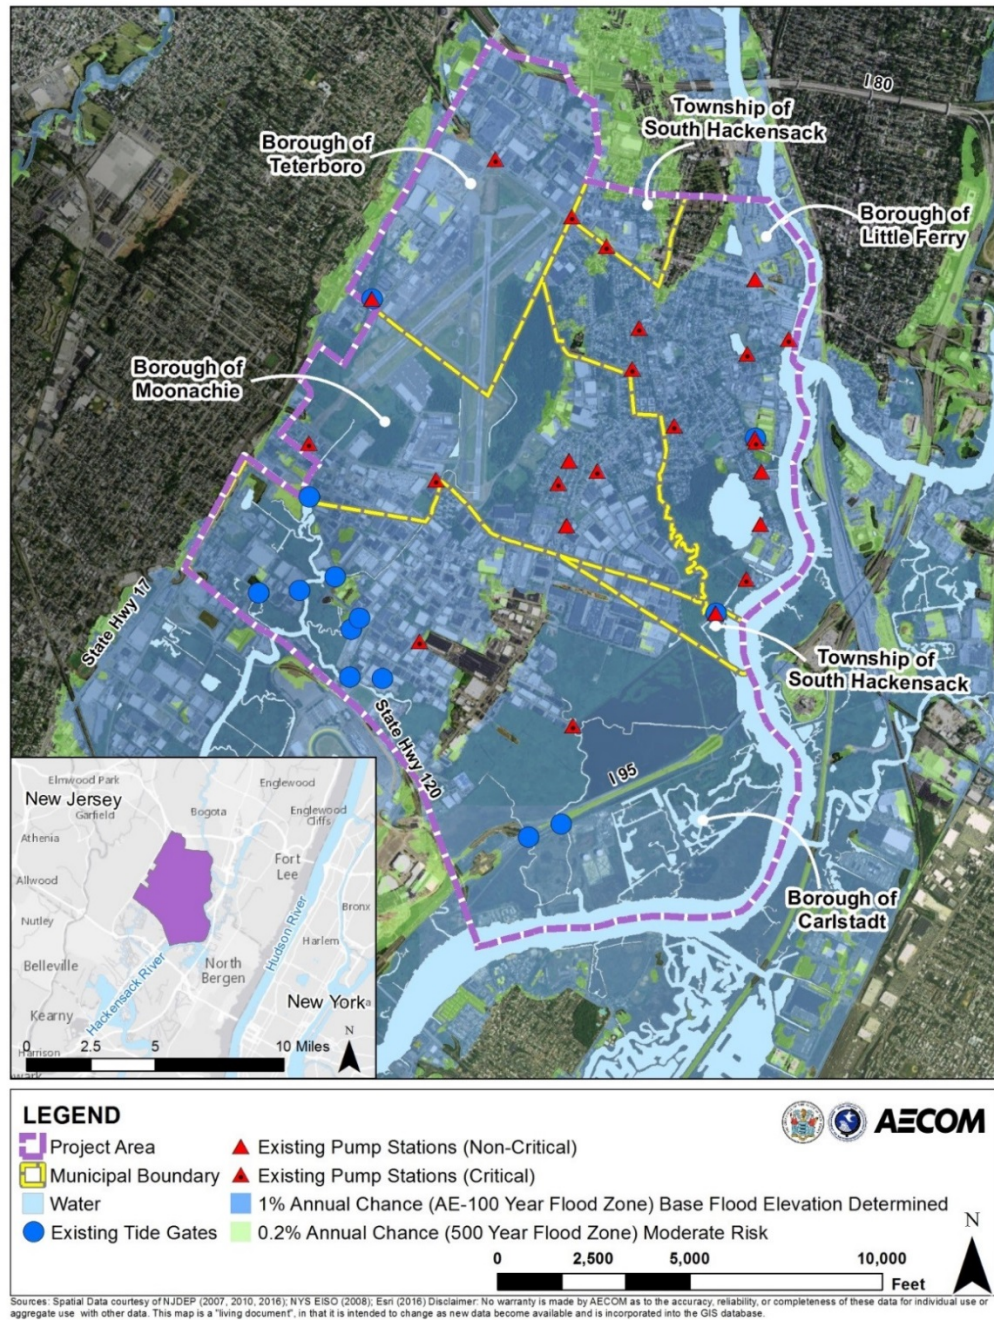 I 80
Township of
South Hackensack
Borough of
Teterboro
Borough of
Little Ferry
Borough of
Moonachie
State Hwy 17
Township of
South Hackensack
State Hwy 120
I 95
Borough of
Carlstadt
Elmwood Park
Englewood
New Jersey
Garfield
Bogota
Englewood
Cliffs
Athenia
Fort
Lee
Allwood
Bronx
Nutley
Hudson River
Harlem
Belleville
North
Bergen
Hackensack River
New York
Kearny
N
Harrison
0 2.5 5 10 Miles
LEGEND
AECOM
Project Area
Existing Pump Stations (Non-Critical)
Municipal Boundary
Existing Pump Stations (Critical)
Water
1% Annual Chance (AE-100 Year Flood Zone) Base Flood Elevation Determined
Existing Tide Gates
0.2% Annual Chance (500 Year Flood Zone) Moderate Risk
N
0 2,500 5,000 10,000
Feet
Sources: Spatial Data courtesy of NJDEP (2007, 2010, 2016); NYS EISO (2008); Esri (2016) Disclaimer: No warranty is made by AECOM as to the accuracy, reliability, or completeness of these data for individual use or
aggregate use with other data. This map is a "living document", in that it is intended to change as new data become available and is incorporated into the GIS database.